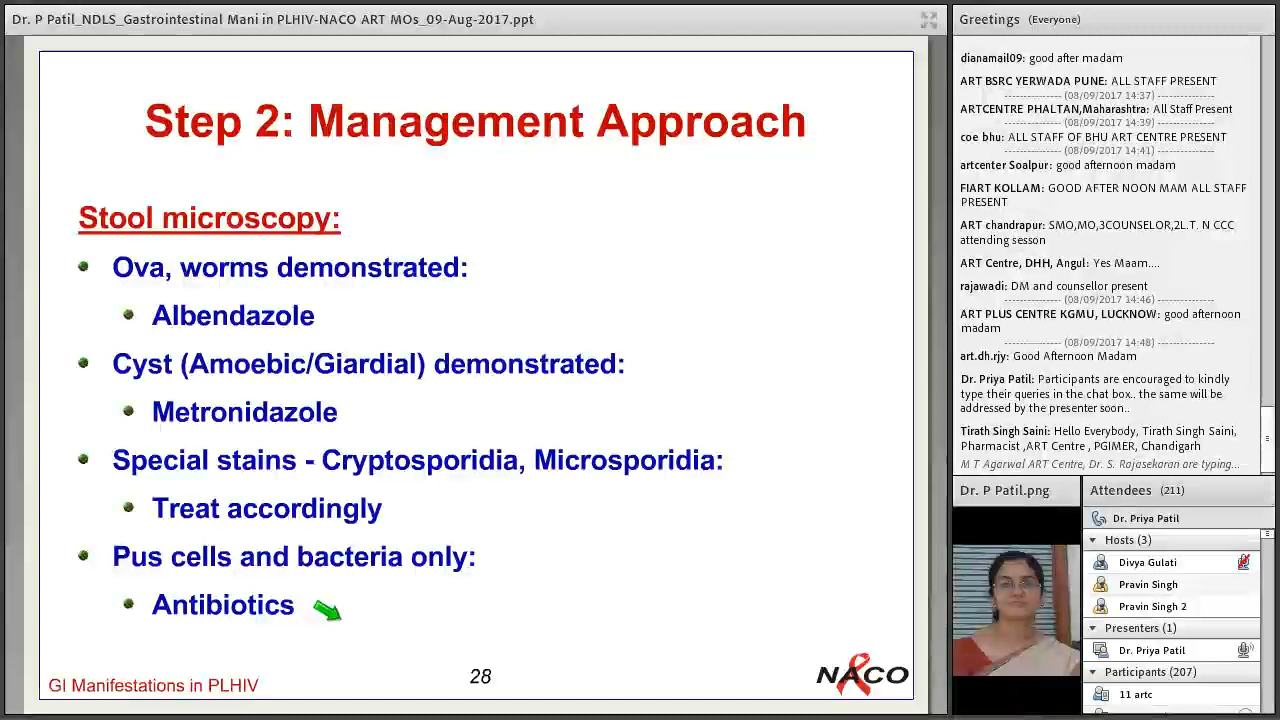 Dr. P Patil_NDLS_Gastrointestinal Mani in PLHIV-NACO ART MOs_09-Aug-2017.ppt
Step 2: Management Approach
Stool microscopy:
Ova, worms demonstrated:
Albendazole
Cyst (Amoebic/Giardial) demonstrated:
Metronidazole
Special stains - Cryptosporidia, Microsporidia:
Treat accordingly
Pus cells and bacteria only:
Antibiotics
GI Manifestations in PLHIV
28
NACO
Greetings (Everyone)
dianamail09: good after madam
ART BSRC YERWADA PUNE: ALL STAFF PRESENT
---------------- (08/09/2017 14:37) ----------------
ARTCENTRE PHALTAN,Maharashtra: All Staff Present
---------------- (08/09/2017 14:39) ----------------
coe bhu: ALL STAFF OF BHU ART CENTRE PRESENT
---------------- (08/09/2017 14:41) ----------------
artcenter Soalpur: good afternoon madam
FIART KOLLAM: GOOD AFTER NOON MAM ALL STAFF
PRESENT
ART chandrapur: SMO,MO,3COUNSELOR,2L.T. N CCC
attending sesson
ART Centre, DHH, Angul: Yes Maam....
rajawadi: DM and counsellor present
---------------- (08/09/2017 14:46) ----------------
ART PLUS CENTRE KGMU, LUCKNOW: good afternoon
madam
---------------- (08/09/2017 14:48) ----------------
art.dh.rjy: Good Afternoon Madam
Dr. Priya Patil: Participants are encouraged to kindly
type their queries in the chat box.. the same will be
addressed by the presenter soon..
Tirath Singh Saini: Hello Everybody, Tirath Singh Saini,
Pharmacist ,ART Centre , PGIMER, Chandigarh
M T Agarwal ART Centre, Dr. S. Rajasekaran are typing...
Dr. P Patil.png
Attendees (211)
Dr. Priya Patil
Hosts (3)
Divya Gulati
Pravin Singh
Pravin Singh 2
Presenters (1)
Dr. Priya Patil
Participants (207)
11 artc